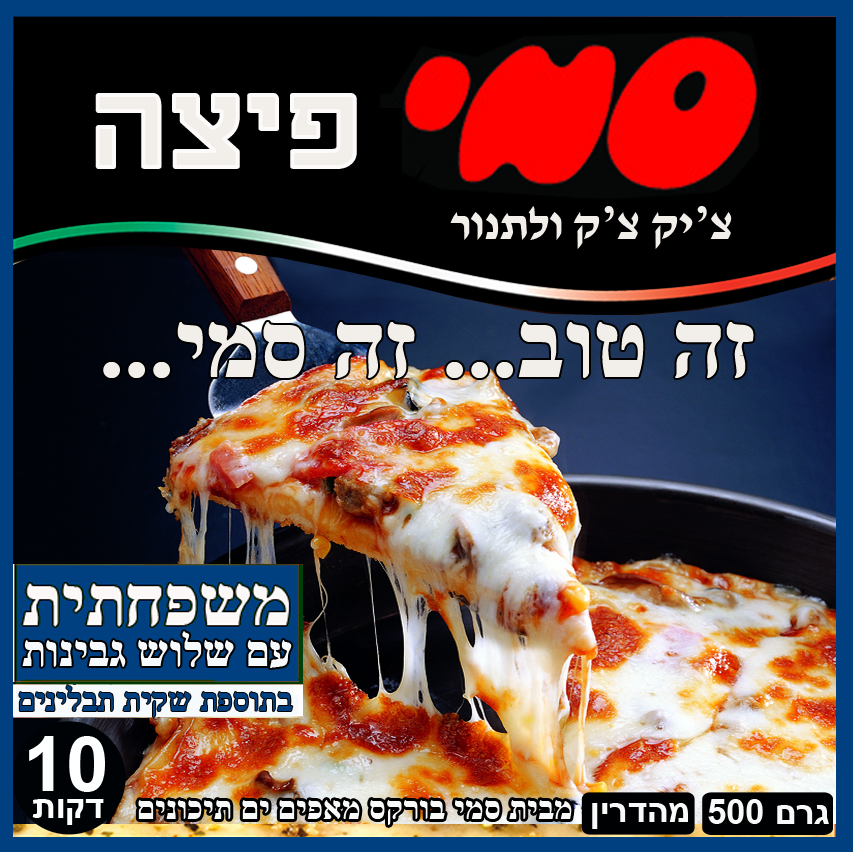 סמי פיצה
צ'יק צ'ק ולתנור
זה טוב... זה סמי...
משפחתית
עם שלוש גבינות
בתוספת שקית תבלינים
10
דקות
מבית סמי בורקס מאפים ים תיכונים
מהדרין
500 גרם